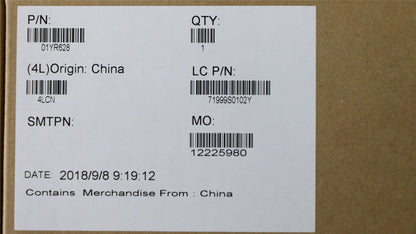 P/N: QTY:
01YR628 1
(4L)Origin: China LC P/N:
4LCN 71999S0102Y
SMTPN: MO:
12225980
DATE: 2018/9/8 9:19:12
Contains Merchandise From : China